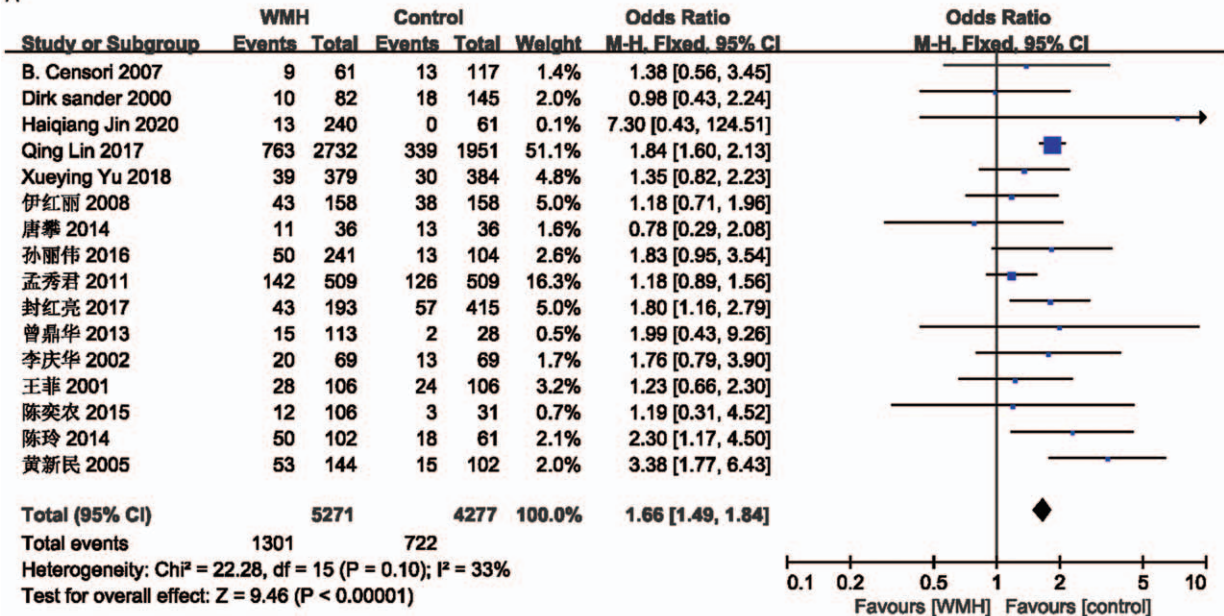 WMH Control Odds Ratio Odds Ratio
Study or Subgroup Events Total Events Total Weight M-H, Fixed, 95% CI M-H, Fixed, 95% CI
B. Censori 2007 9 61 13 117 1.4% 1.38 [0.56, 3.45]
Dirk sander 2000 10 82 18 145 2.0% 0.98 [0.43, 2.24]
Haiqiang Jin 2020 13 240 0 61 0.1% 7.30 [0.43, 124.51]
Qing Lin 2017 763 2732 339 1951 51.1% 1.84 [1.60, 2.13]
Xueying Yu 2018 39 379 30 384 4.8% 1.35 [0.82, 2.23]
伊红丽 2008 43 158 38 158 5.0% 1.18 [0.71, 1.96]
唐攀 2014 11 36 13 36 1.6% 0.78 [0.29, 2.08]
孙丽伟 2016 50 241 13 104 2.6% 1.83 [0.95, 3.54]
孟秀君 2011 142 509 126 509 16.3% 1.18 [0.89, 1.56]
封红亮 2017 43 193 57 415 5.0% 1.80 [1.16, 2.79]
曾鼎华 2013 15 113 2 28 0.5% 1.99 [0.43, 9.26]
李庆华 2002 20 69 13 69 1.7% 1.76 [0.79, 3.90]
王菲 2001 28 106 24 106 3.2% 1.23 [0.66, 2.30]
陈奕农 2015 12 106 3 31 0.7% 1.19 [0.31, 4.52]
陈玲 2014 50 102 18 61 2.1% 2.30 [1.17, 4.50]
黄新民 2005 53 144 15 102 2.0% 3.38 [1.77, 6.43]
Total (95% CI) 5271 4277 100.0% 1.66 [1.49, 1.84]
Total events 1301 722
Heterogeneity: Chi² = 22.28, df = 15 (P = 0.10); I² = 33%
Test for overall effect: Z = 9.46 (P < 0.00001)
0.1 0.2 0.5 1 2 5 10
Favours [WMH] Favours [control]